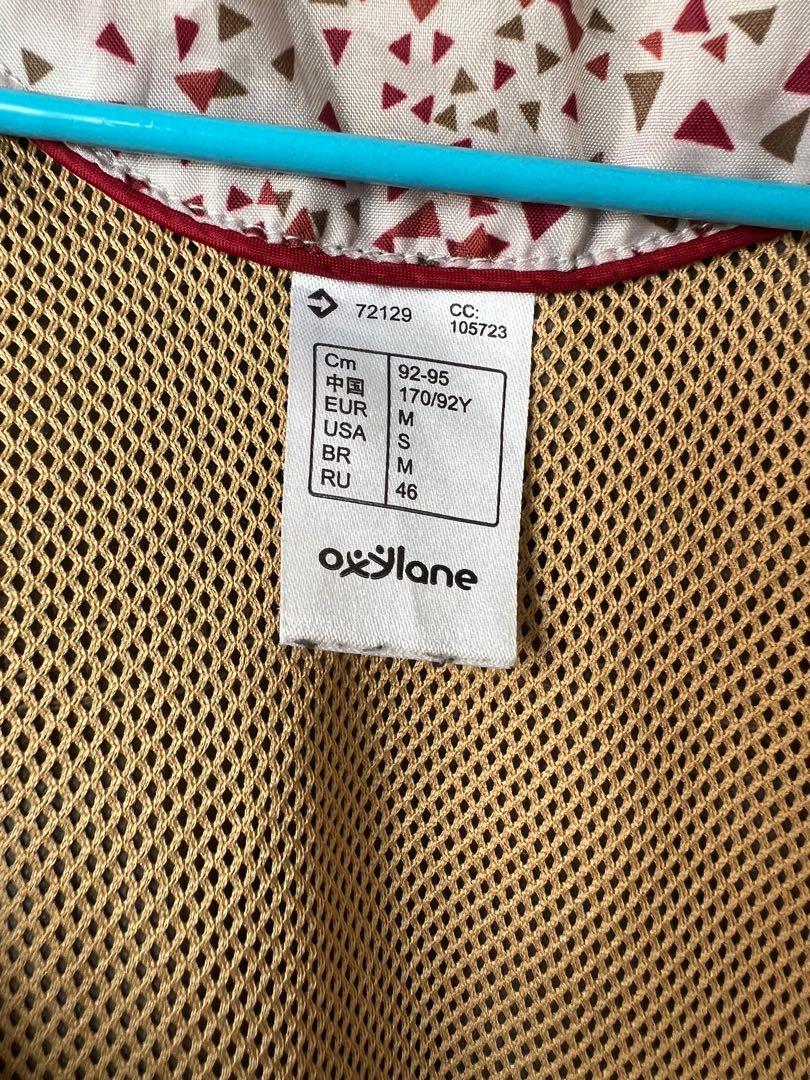 72129
CC:
105723
Cm 92-95
中国 170/92Y
EUR M
USA S
BR M
RU 46
oxylane